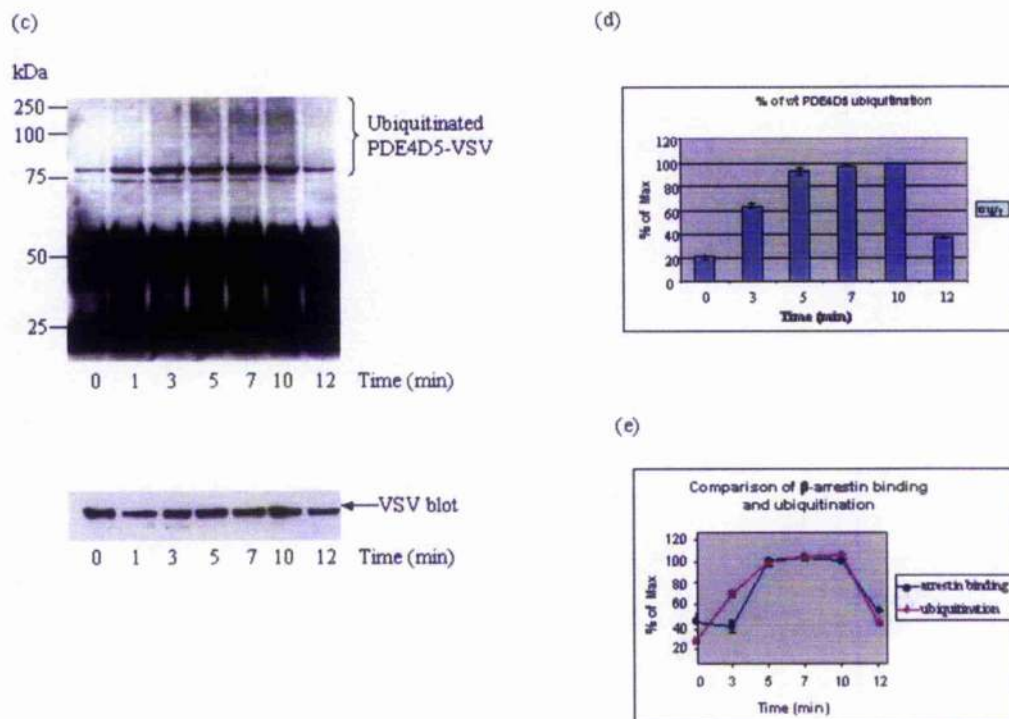 (c)
kDa
250
100
75
50
25
Ubiquitinated
PDE4D5-VSV
0 1 3 5 7 10 12 Time (min)
VSV blot
0 1 3 5 7 10 12 Time (min)
(d)
% of wt PDE4D5 ubiquitination
% of Max
120
100
80
60
40
20
0
0 3 5 7 10 12
Time (min)
(e)
Comparison of β-arrestin binding
and ubiquitination
% of Max
120
100
80
60
40
20
0 3 5 7 10 12
Time (min)
arrestin binding
ubiquitination